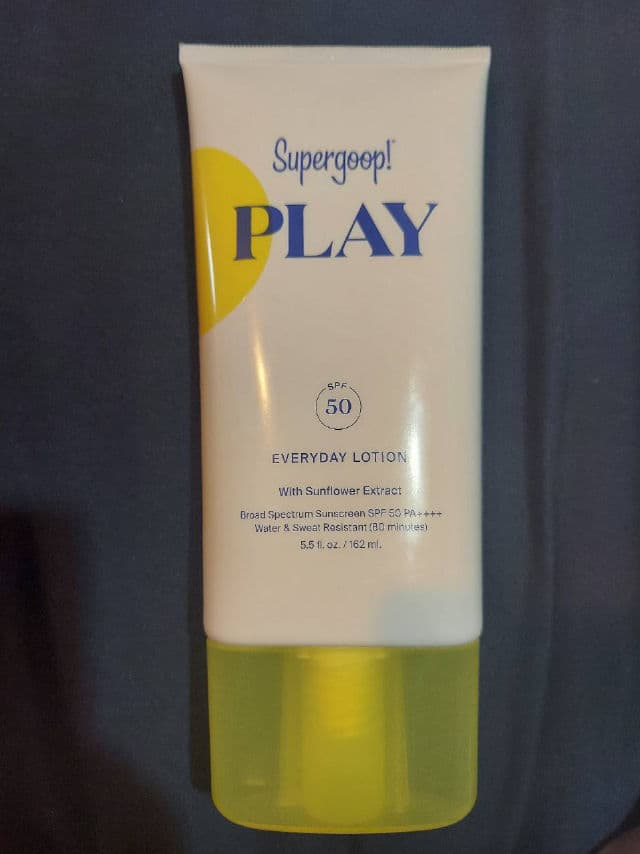 Supergoop!
PLAY
SPF
50
EVERYDAY LOTION
With Sunflower Extract
Broad Spectrum Sunscreen SPF 50 PA++++
Water & Sweat Resistant (80 minutes)
5.5 fl. oz. / 162 ml.